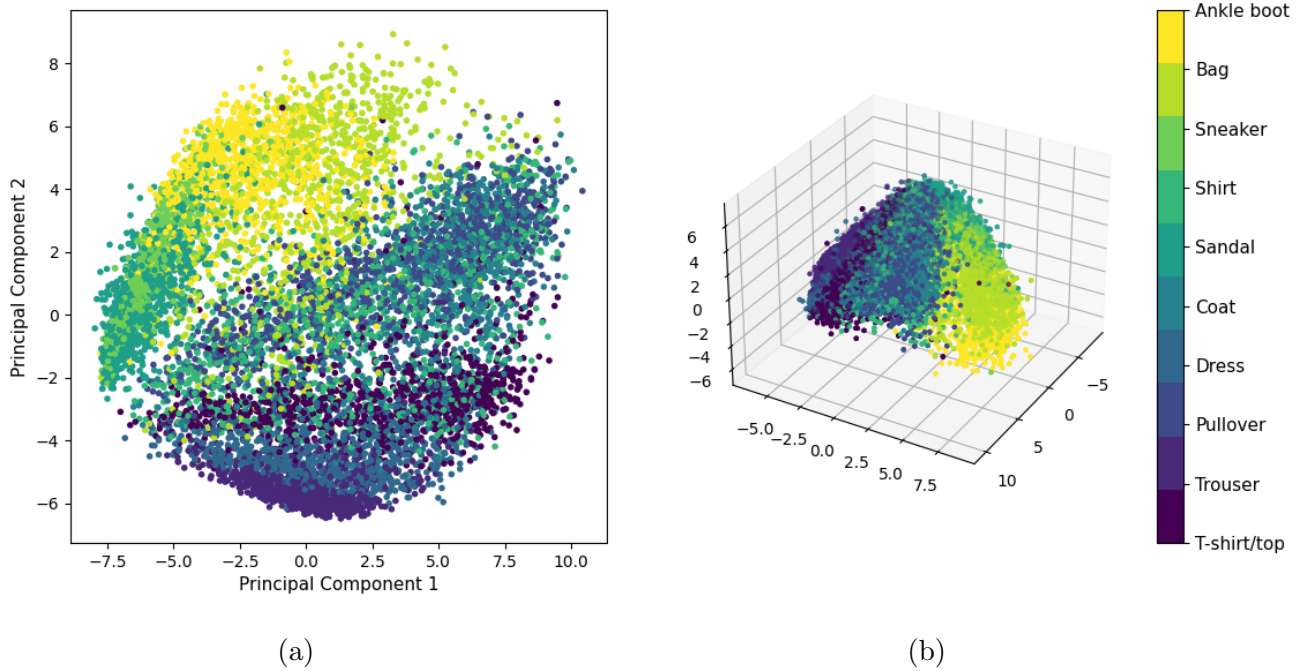 8
6
4
2
0
−2
−4
−6
Principal Component 2
−7.5 −5.0 −2.5 0.0 2.5 5.0 7.5 10.0
Principal Component 1
(a)
6
4
2
0
−2
−4
−6
−5.0
−2.5
0.0
2.5
5.0
7.5
10
5
0
−5
(b)
Ankle boot
Bag
Sneaker
Shirt
Sandal
Coat
Dress
Pullover
Trouser
T-shirt/top